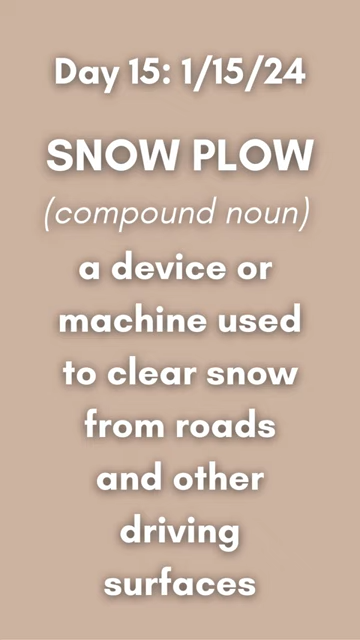 Day 15: 1/15/24
SNOW PLOW
(compound noun)
a device or
machine used
to clear snow
from roads
and other
driving
surfaces